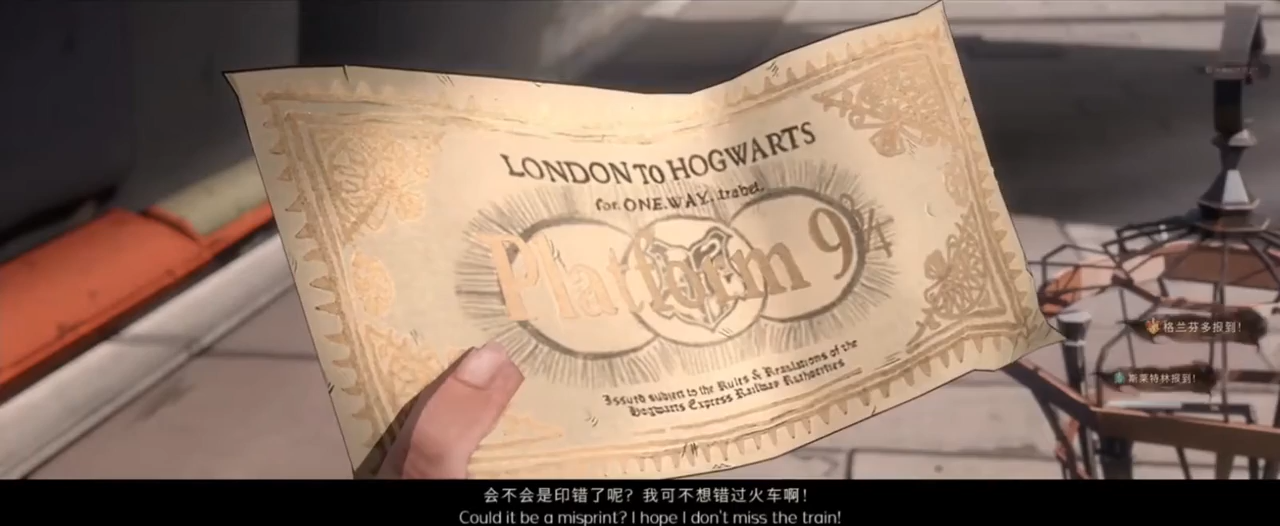 LONDON TO HOGWARTS
for. ONE.WAY. .trabel.
Platform 9¾
Issued subject to the Rules & Regulations of the
Hogwarts Express Railway Authorities
格兰芬多报到！
斯莱特林报到！
会不会是印错了呢？我可不想错过火车啊！
Could it be a misprint? I hope I don't miss the train!